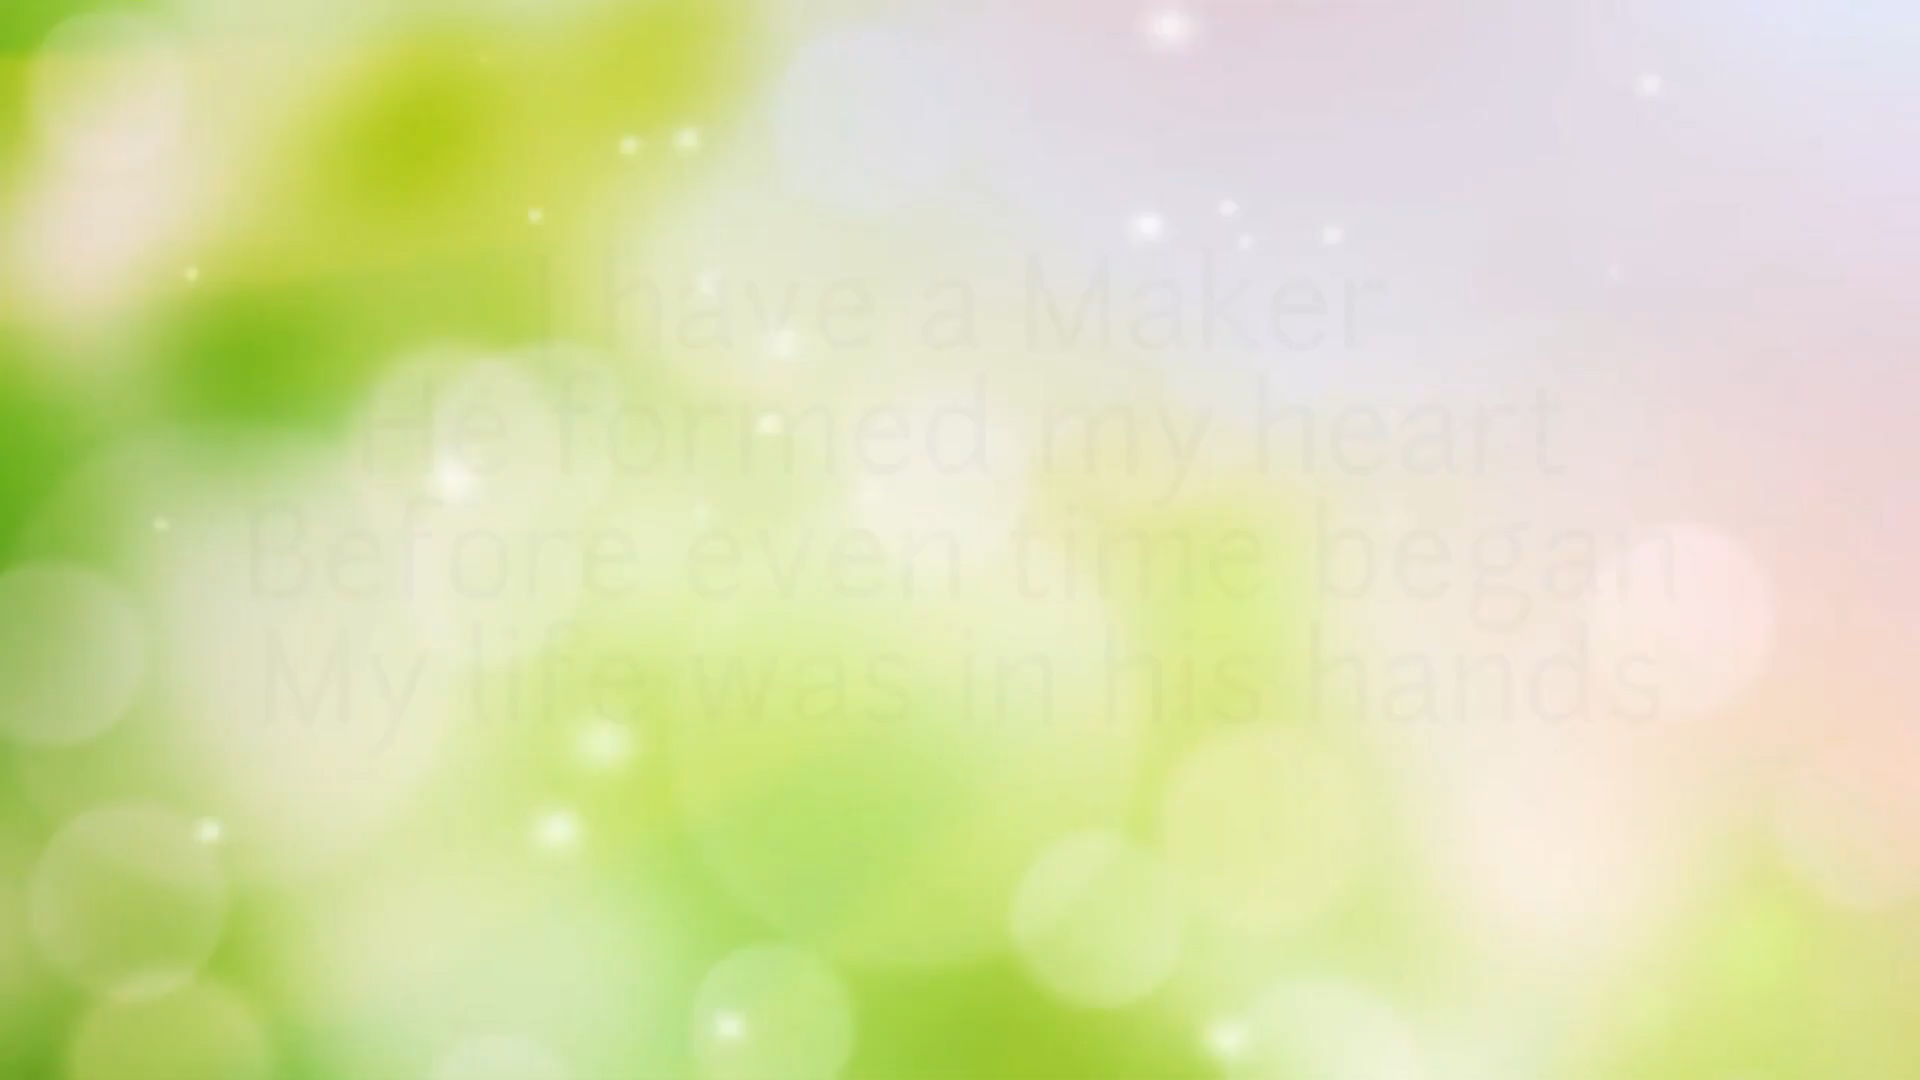 I have a Maker
He formed my heart
Before even time began
My life was in his hands